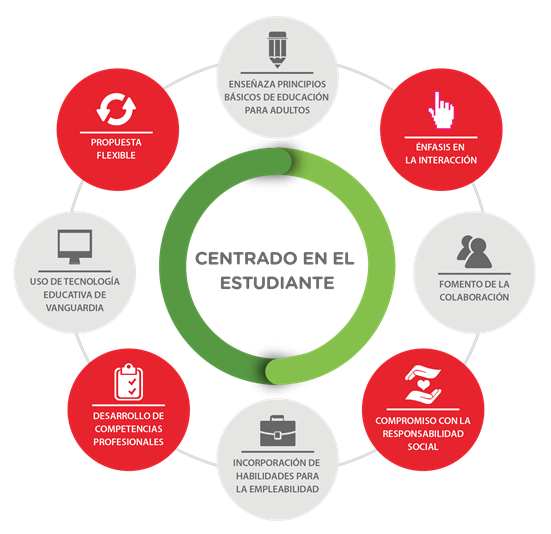 ENSEÑAZA PRINCIPIOS
BÁSICOS DE EDUCACIÓN
PARA ADULTOS
ÉNFASIS EN
LA INTERACCIÓN
FOMENTO DE LA
COLABORACIÓN
COMPROMISO CON LA
RESPONSABILIDAD
SOCIAL
INCORPORACIÓN DE
HABILIDADES PARA
LA EMPLEABILIDAD
DESARROLLO DE
COMPETENCIAS
PROFESIONALES
USO DE TECNOLOGÍA
EDUCATIVA DE
VANGUARDIA
PROPUESTA
FLEXIBLE
CENTRADO EN EL
ESTUDIANTE